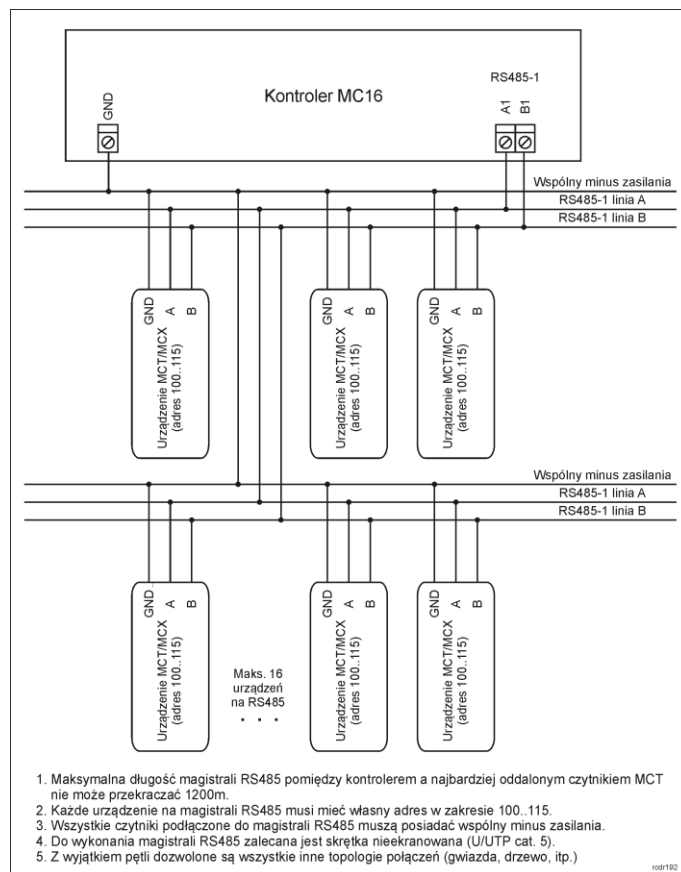 Kontroler MC16
RS485-1
GND
A1
B1
Wspólny minus zasilania
RS485-1 linia A
RS485-1 linia B
GND
A
B
Urządzenie MCT/MCX
(adres 100..115)
GND
A
B
Urządzenie MCT/MCX
(adres 100..115)
GND
A
B
Urządzenie MCT/MCX
(adres 100..115)
Wspólny minus zasilania
RS485-1 linia A
RS485-1 linia B
GND
A
B
Urządzenie MCT/MCX
(adres 100..115)
Maks. 16
urządzeń
na RS485
. . .
GND
A
B
Urządzenie MCT/MCX
(adres 100..115)
GND
A
B
Urządzenie MCT/MCX
(adres 100..115)
1. Maksymalna długość magistrali RS485 pomiędzy kontrolerem a najbardziej oddalonym czytnikiem MCT
nie może przekraczać 1200m.
2. Każde urządzenie na magistrali RS485 musi mieć własny adres w zakresie 100..115.
3. Wszystkie czytniki podłączone do magistrali RS485 muszą posiadać wspólny minus zasilania.
4. Do wykonania magistrali RS485 zalecana jest skrętka nieekranowana (U/UTP cat. 5).
5. Z wyjątkiem pętli dozwolone są wszystkie inne topologie połączeń (gwiazda, drzewo, itp.)
rodr192